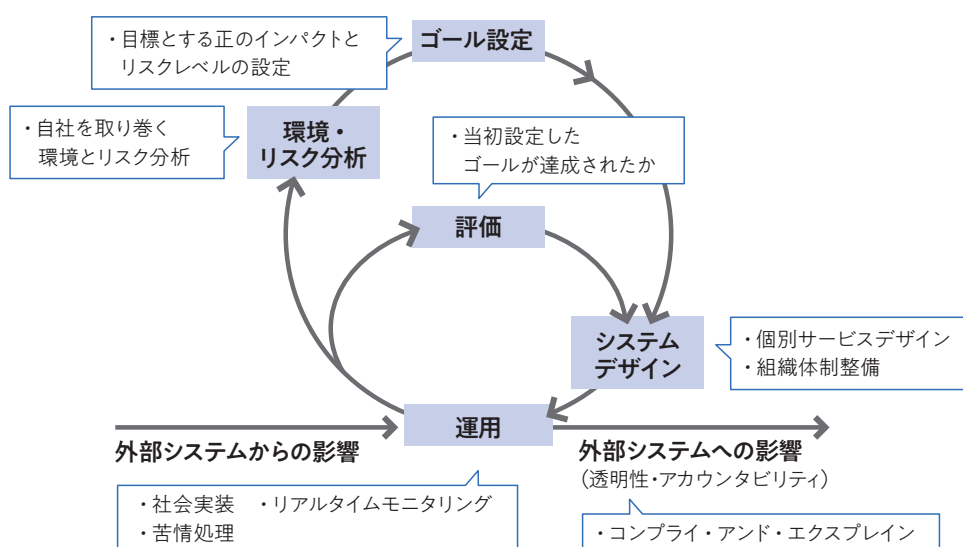 ・目標とする正のインパクトと
リスクレベルの設定
ゴール設定
・自社を取り巻く
環境とリスク分析
環境・
リスク分析
・当初設定した
ゴールが達成されたか
評価
システム
デザイン
・個別サービスデザイン
・組織体制整備
運用
外部システムからの影響
外部システムへの影響
（透明性・アカウンタビリティ）
・社会実装　・リアルタイムモニタリング
・苦情処理
・コンプライ・アンド・エクスプレイン